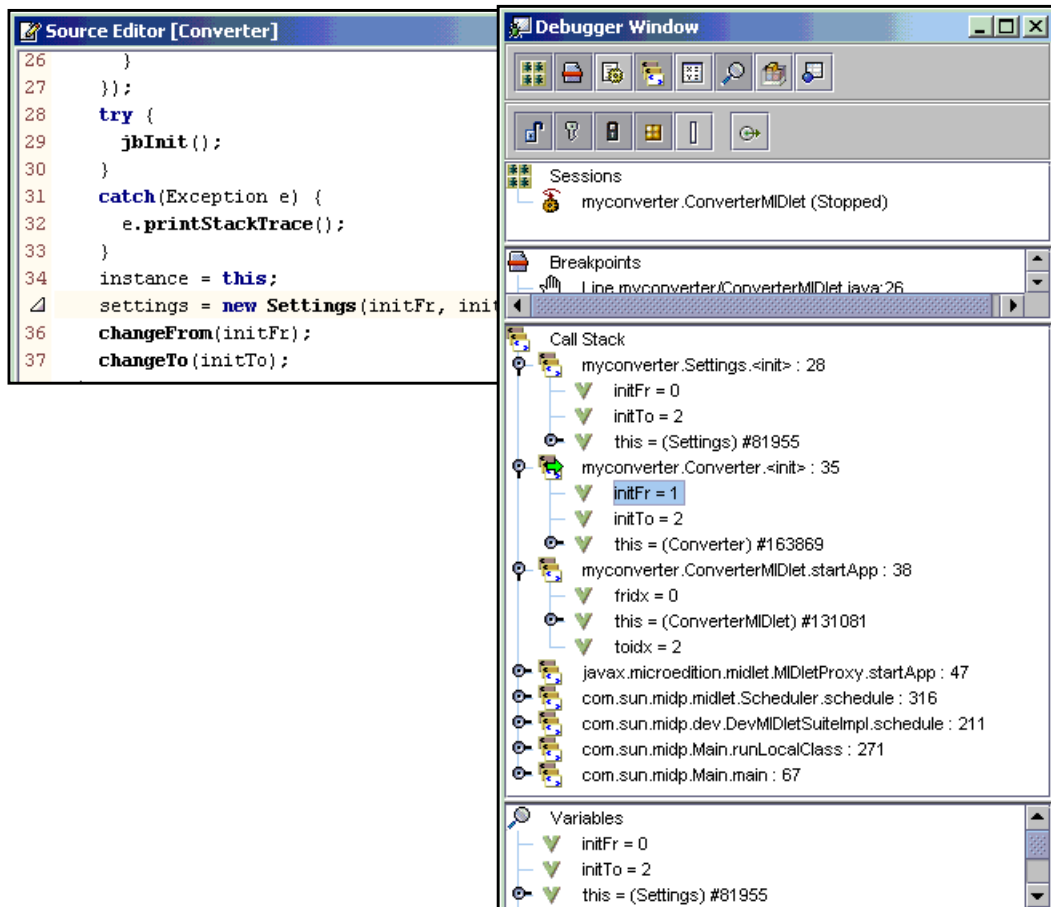 Source Editor [Converter]
26 }
27 });
28 try {
29 jbInit();
30 }
31 catch(Exception e) {
32 e.printStackTrace();
33 }
34 instance = this;
settings = new Settings(initFr, init
36 changeFrom(initFr);
37 changeTo(initTo);
Debugger Window
Sessions
myconverter.ConverterMIDlet (Stopped)
Breakpoints
Line myconverter/ConverterMIDlet.java:26
Call Stack
myconverter.Settings.<init> : 28
initFr = 0
initTo = 2
this = (Settings) #81955
myconverter.Converter.<init> : 35
initFr = 1
initTo = 2
this = (Converter) #163869
myconverter.ConverterMIDlet.startApp : 38
fridx = 0
this = (ConverterMIDlet) #131081
toidx = 2
javax.microedition.midlet.MIDletProxy.startApp : 47
com.sun.midp.midlet.Scheduler.schedule : 316
com.sun.midp.dev.DevMIDletSuiteImpl.schedule : 211
com.sun.midp.Main.runLocalClass : 271
com.sun.midp.Main.main : 67
Variables
initFr = 0
initTo = 2
this = (Settings) #81955